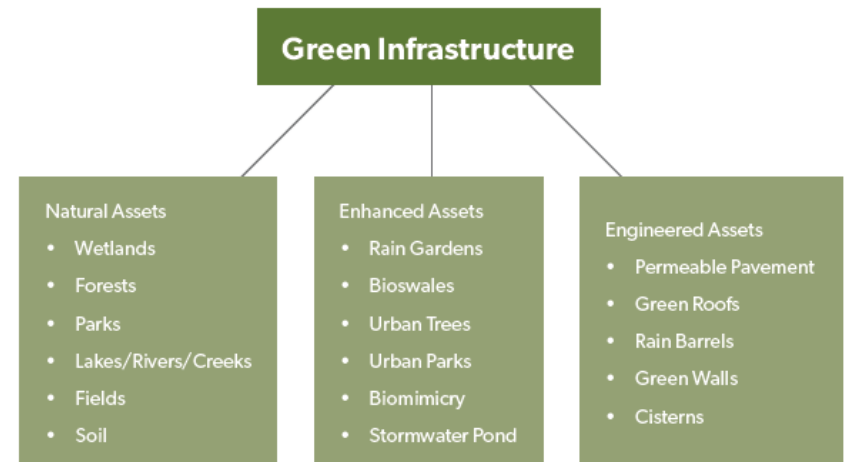 Green Infrastructure
Natural Assets
• Wetlands
• Forests
• Parks
• Lakes/Rivers/Creeks
• Fields
• Soil
Enhanced Assets
• Rain Gardens
• Bioswales
• Urban Trees
• Urban Parks
• Biomimicry
• Stormwater Pond
Engineered Assets
• Permeable Pavement
• Green Roofs
• Rain Barrels
• Green Walls
• Cisterns